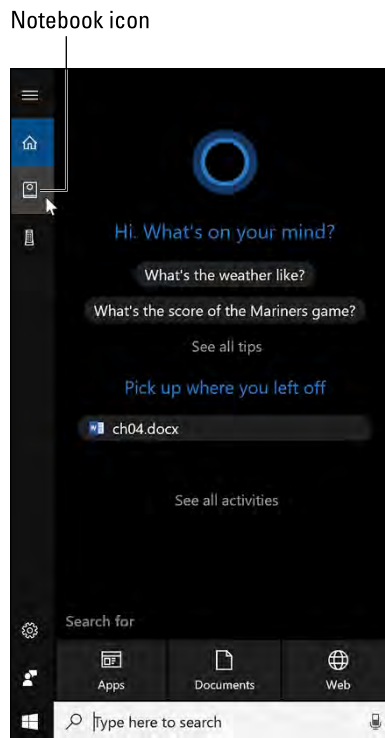 Notebook icon
Hi. What's on your mind?
What's the weather like?
What's the score of the Mariners game?
See all tips
Pick up where you left off
ch04.docx
See all activities
Search for
Apps
Documents
Web
Type here to search